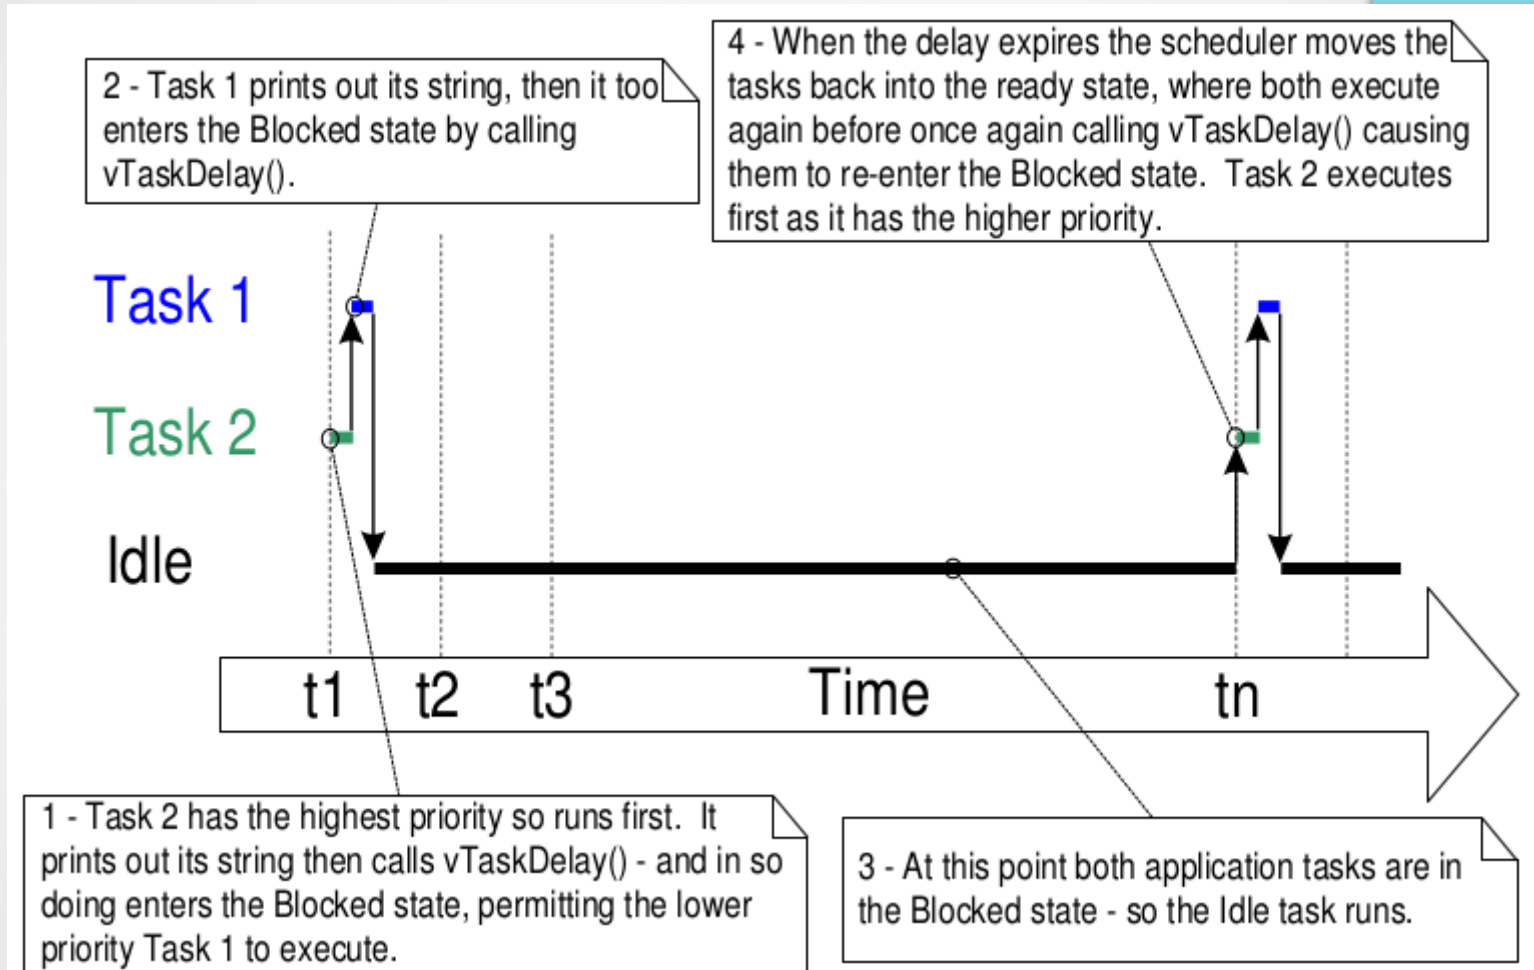 2 - Task 1 prints out its string, then it too
enters the Blocked state by calling
vTaskDelay().
4 - When the delay expires the scheduler moves the
tasks back into the ready state, where both execute
again before once again calling vTaskDelay() causing
them to re-enter the Blocked state. Task 2 executes
first as it has the higher priority.
Task 1
Task 2
Idle
t1 t2 t3 Time tn
1 - Task 2 has the highest priority so runs first. It
prints out its string then calls vTaskDelay() - and in so
doing enters the Blocked state, permitting the lower
priority Task 1 to execute.
3 - At this point both application tasks are in
the Blocked state - so the Idle task runs.